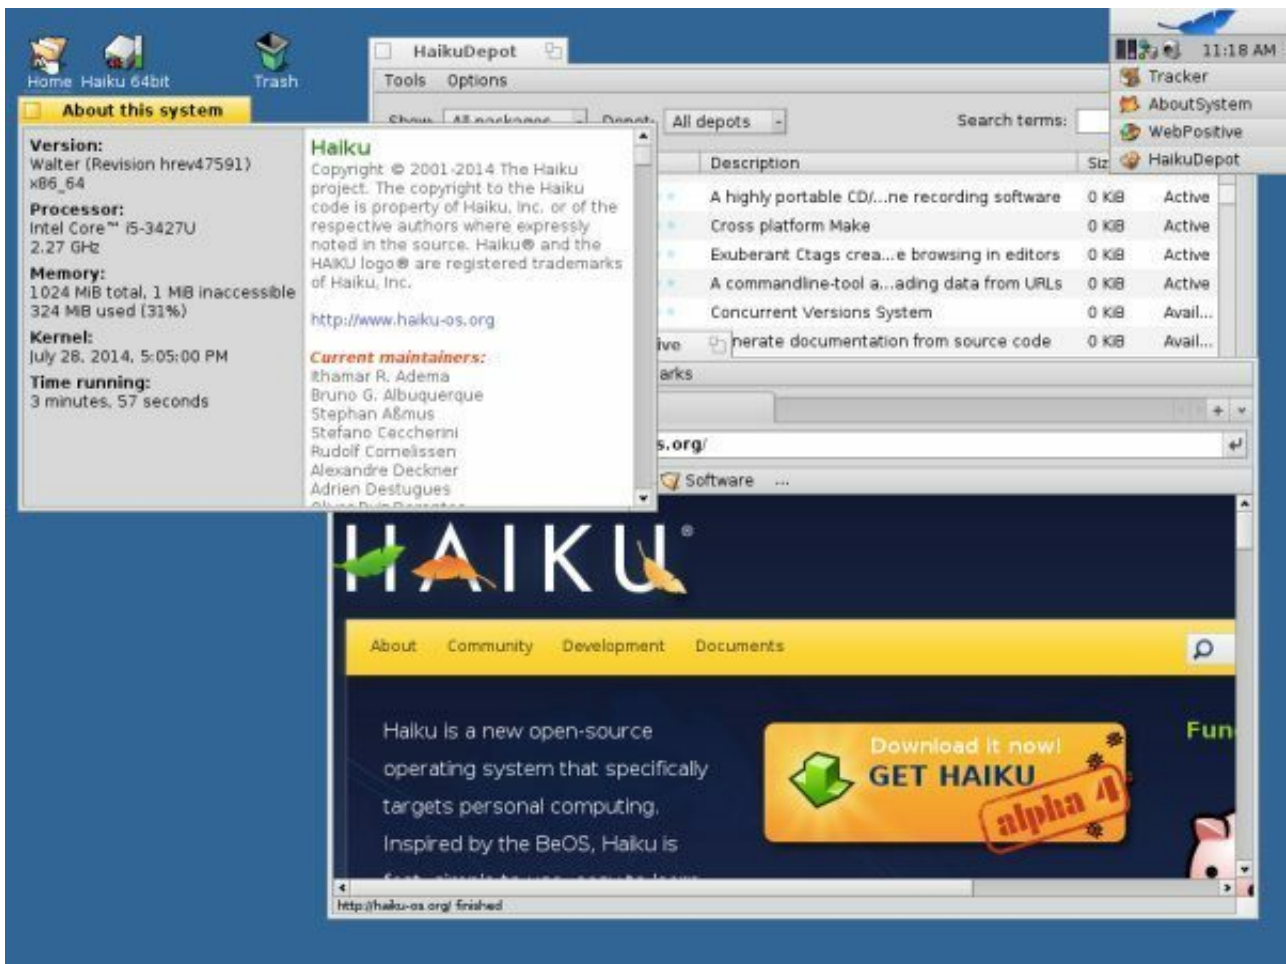 Home Haiku 64bit
Trash
About this system
Version:
Walter (Revision hrev47591)
x86_64
Processor:
Intel Core™ i5-3427U
2.27 GHz
Memory:
1024 MiB total, 1 MiB inaccessible
324 MiB used (31%)
Kernel:
July 28, 2014, 5:05:00 PM
Time running:
3 minutes, 57 seconds
Haiku
Copyright © 2001-2014 The Haiku
project. The copyright to the Haiku
code is property of Haiku, Inc. or of the
respective authors where expressly
noted in the source. Haiku® and the
HAIKU logo® are registered trademarks
of Haiku, Inc.
http://www.haiku-os.org
Current maintainers:
Ithamar R. Adema
Bruno G. Albuquerque
Stephan Aßmus
Stefano Ceccherini
Rudolf Cornelissen
Alexandre Deckner
Adrien Destugues
HaikuDepot
Tools Options
Show: All packages Depot: All depots Search terms:
Description Siz
A highly portable CD/...ne recording software 0 KiB Active
Cross platform Make 0 KiB Active
Exuberant Ctags crea...e browsing in editors 0 KiB Active
A commandline-tool a...ading data from URLs 0 KiB Active
Concurrent Versions System 0 KiB Avail...
nerate documentation from source code 0 KiB Avail...
11:18 AM
Tracker
AboutSystem
WebPositive
HaikuDepot
ive
arks
s.org/
Software ...
HAIKU®
About Community Development Documents
Haiku is a new open-source
operating system that specifically
targets personal computing.
Inspired by the BeOS, Haiku is
Download it now!
GET HAIKU
alpha 4
Fun
http://haiku-os.org/ finished